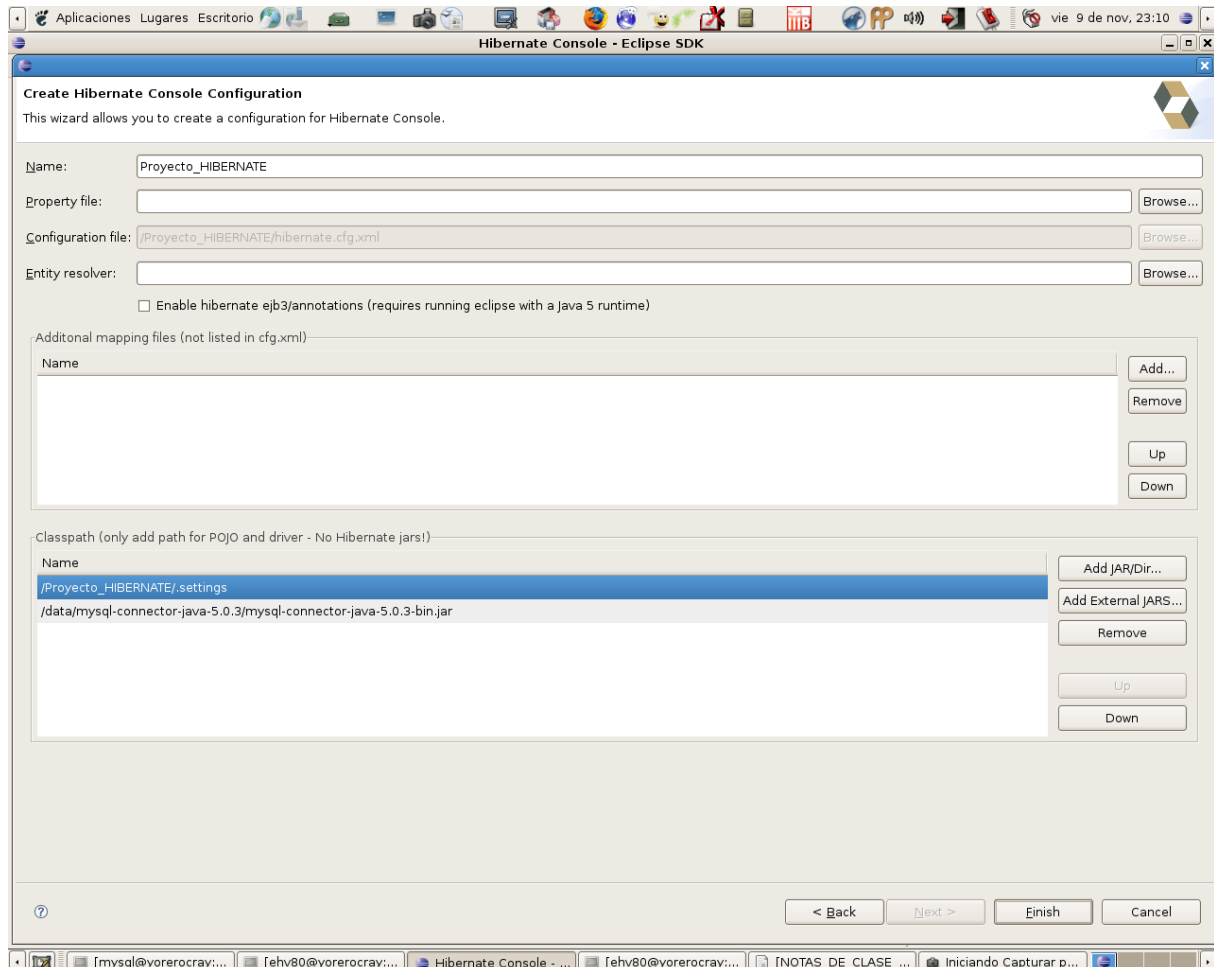 Aplicaciones Lugares Escritorio vie 9 de nov, 23:10
Hibernate Console - Eclipse SDK
Create Hibernate Console Configuration
This wizard allows you to create a configuration for Hibernate Console.
Name: Proyecto_HIBERNATE
Property file: Browse...
Configuration file: /Proyecto_HIBERNATE/hibernate.cfg.xml Browse...
Entity resolver: Browse...
Enable hibernate ejb3/annotations (requires running eclipse with a Java 5 runtime)
Additonal mapping files (not listed in cfg.xml)
Name
Add...
Remove
Up
Down
Classpath (only add path for POJO and driver - No Hibernate jars!)
Name
Add JAR/Dir...
/Proyecto_HIBERNATE/.settings
Add External JARS...
/data/mysql-connector-java-5.0.3/mysql-connector-java-5.0.3-bin.jar
Remove
Up
Down
< Back Next > Finish Cancel
[mysql@yorerocray:... [ehv80@yorerocray:... Hibernate Console - ... [ehv80@yorerocray:... [NOTAS_DE_CLASE_... Iniciando Capturar p...